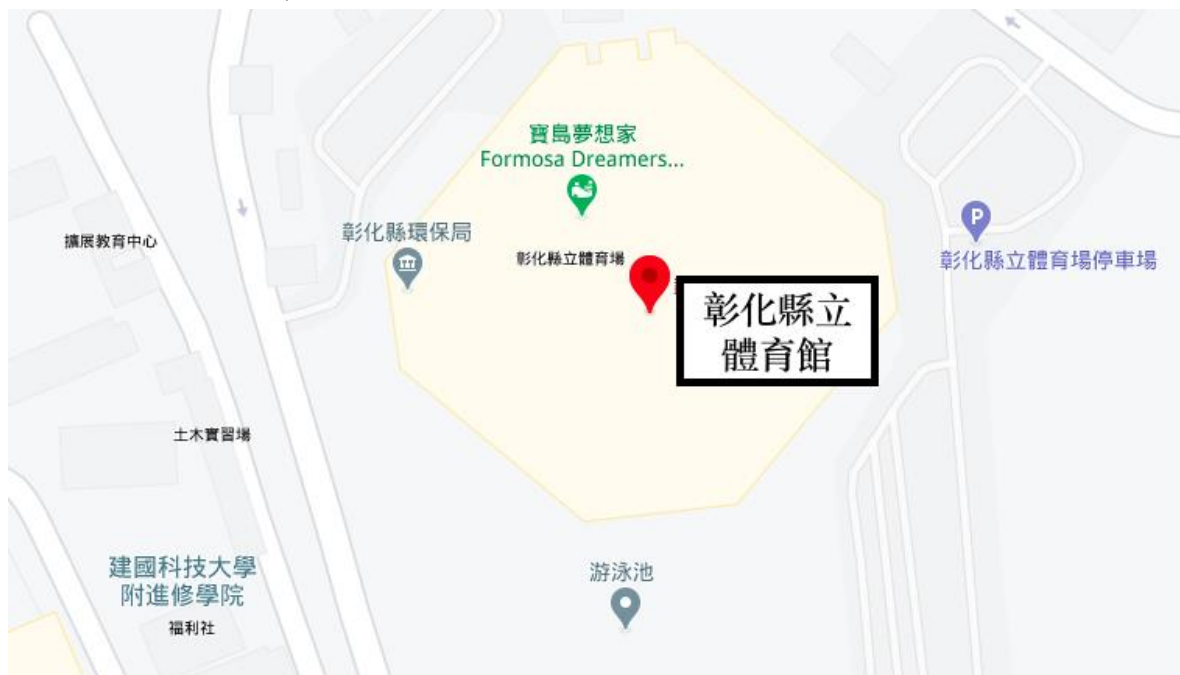 寶島夢想家
Formosa Dreamers...
彰化縣環保局
擴展教育中心
彰化縣立體育場
P
彰化縣立體育場停車場
彰化縣立
體育館
土木實習場
建國科技大學
附進修學院
福利社
游泳池